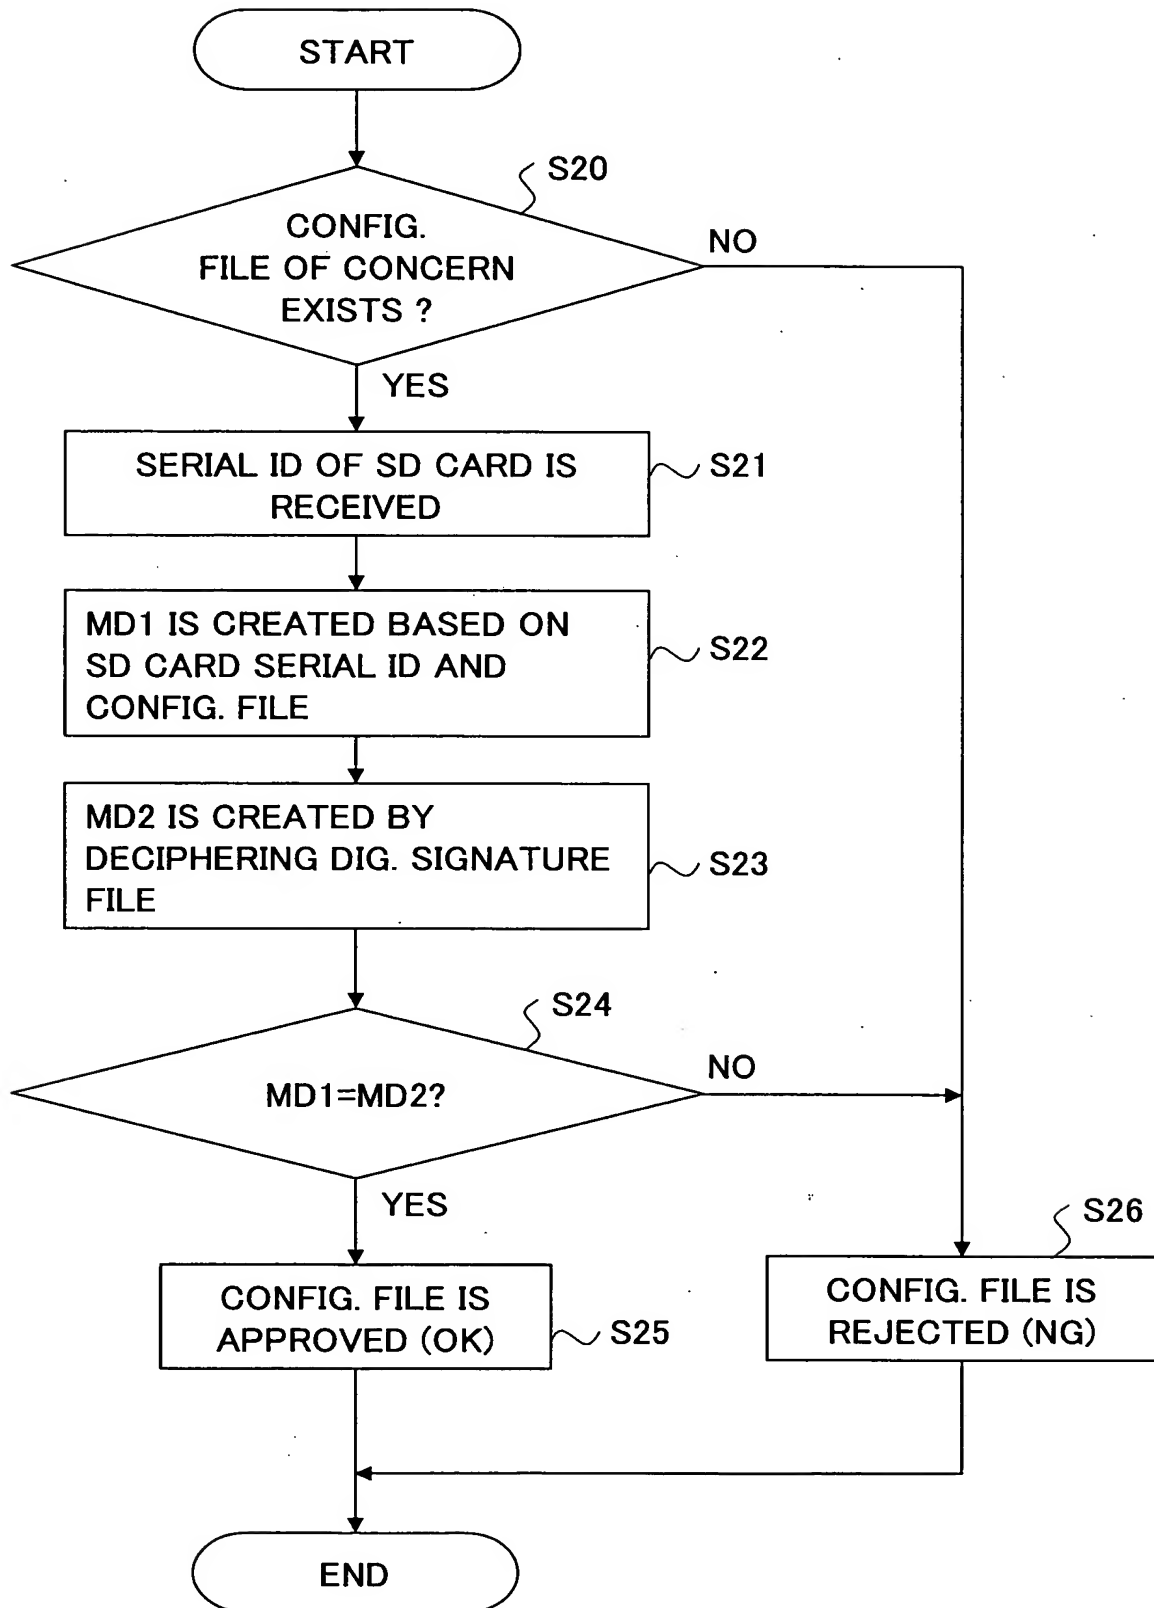 START
S20
CONFIG.
FILE OF CONCERN
EXISTS ?
NO
YES
SERIAL ID OF SD CARD IS
RECEIVED
S21
MD1 IS CREATED BASED ON
SD CARD SERIAL ID AND
CONFIG. FILE
S22
MD2 IS CREATED BY
DECIPHERING DIG. SIGNATURE
FILE
S23
S24
MD1=MD2?
NO
YES
CONFIG. FILE IS
APPROVED (OK)
S25
S26
CONFIG. FILE IS
REJECTED (NG)
END